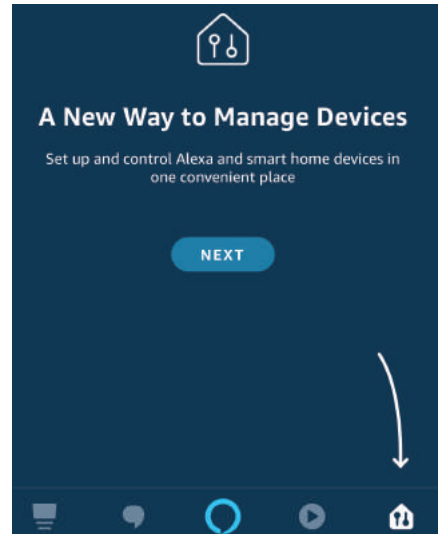 A New Way to Manage Devices
Set up and control Alexa and smart home devices in
one convenient place
NEXT